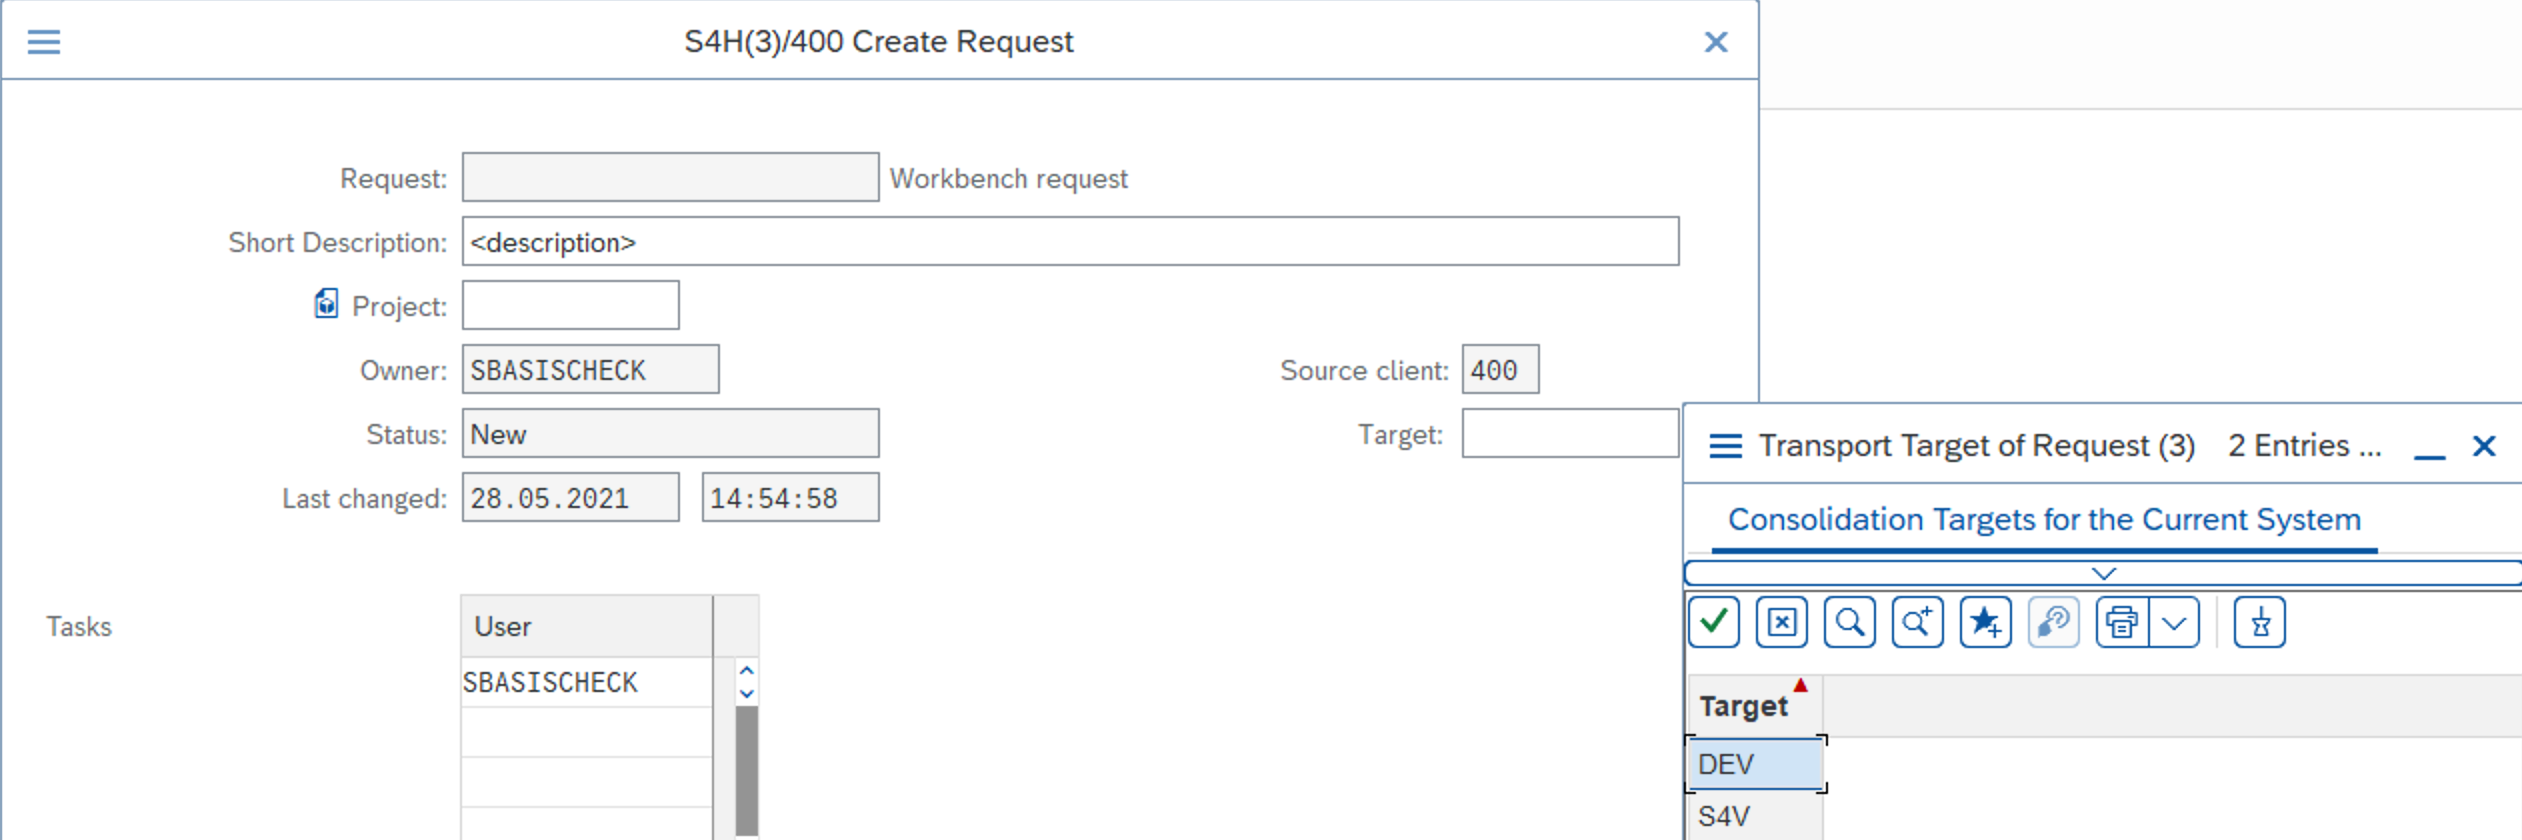 S4H(3)/400 Create Request
Request: Workbench request
Short Description: <description>
Project:
Owner: SBASISCHECK Source client: 400
Status: New Target:
Last changed: 28.05.2021 14:54:58
Tasks User
SBASISCHECK
Transport Target of Request (3) 2 Entries ...
Consolidation Targets for the Current System
Target
DEV
S4V